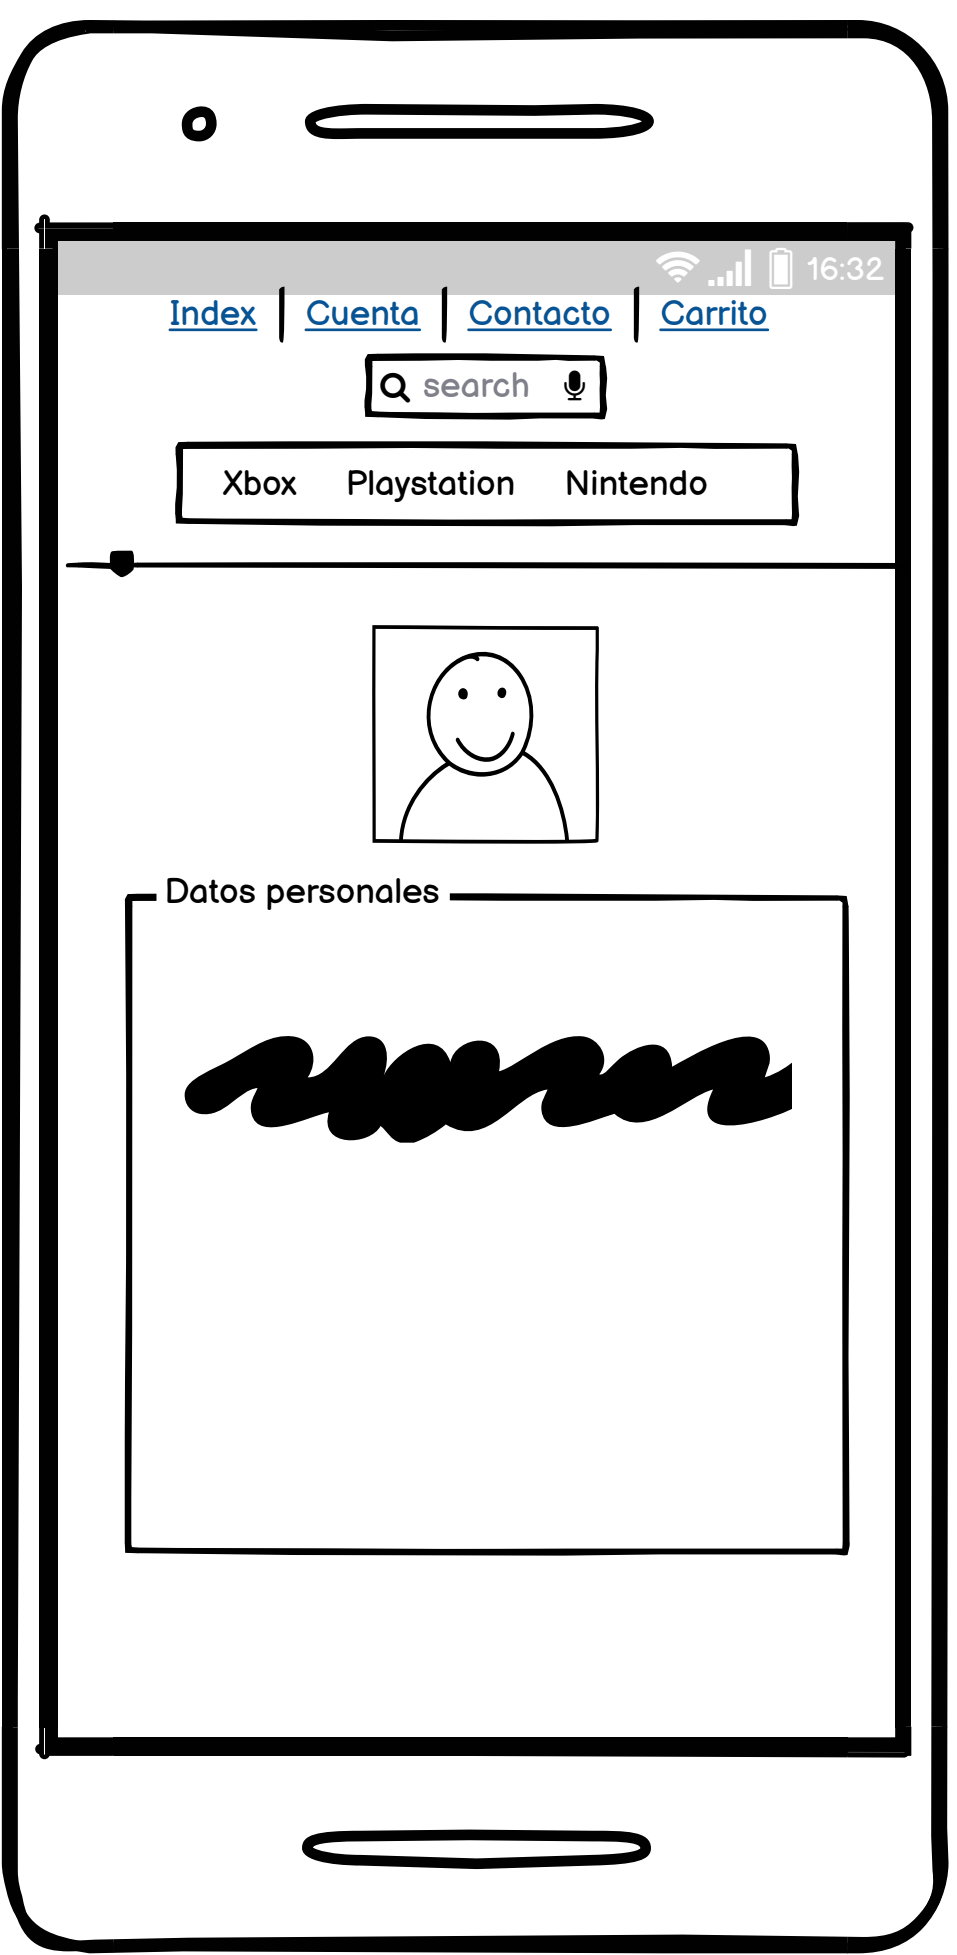 16:32
Index Cuenta Contacto Carrito
search
Xbox Playstation Nintendo
Datos personales